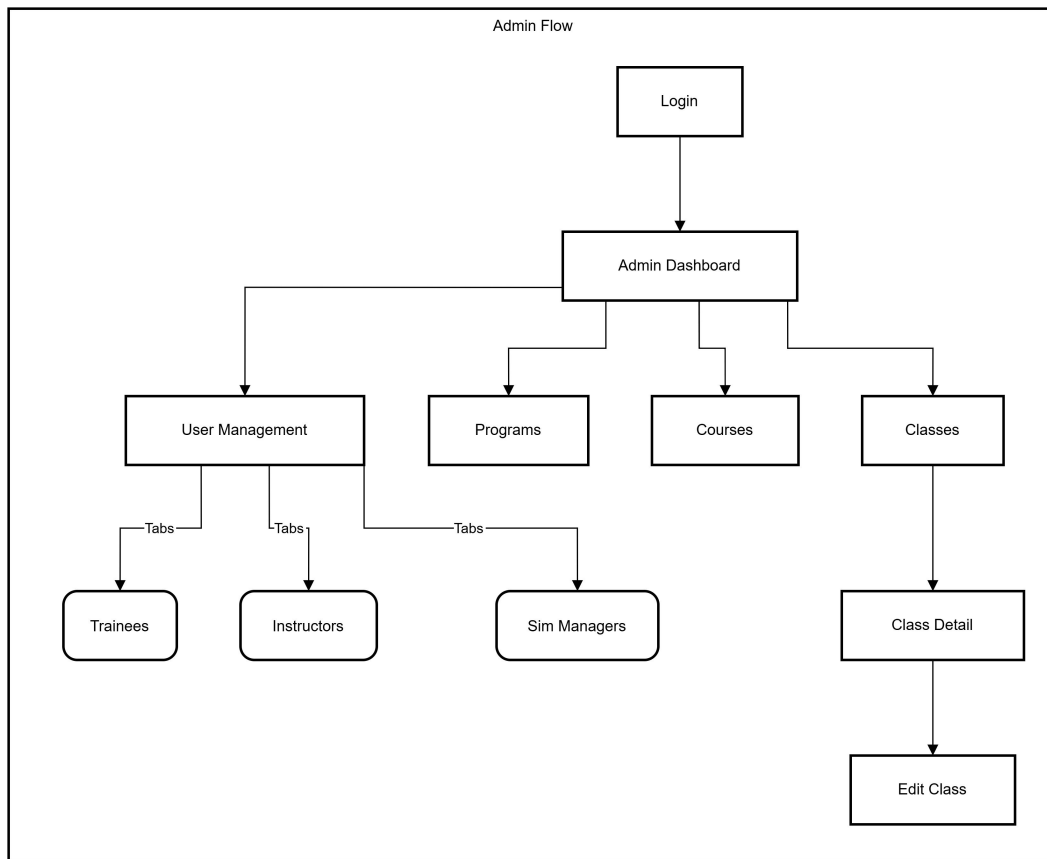 Admin Flow
Login
Admin Dashboard
User Management
Programs
Courses
Classes
Tabs
Tabs
Tabs
Trainees
Instructors
Sim Managers
Class Detail
Edit Class